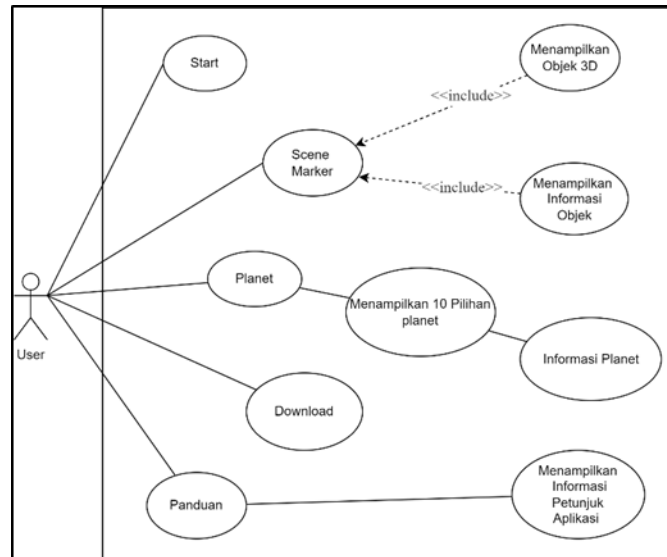 Start
Menampilkan
Objek 3D
<<include>>
Scene
Marker
<<include>>
Menampilkan
Informasi
Objek
Planet
Menampilkan 10 Pilihan
planet
Informasi Planet
User
Download
Panduan
Menampilkan
Informasi
Petunjuk
Aplikasi